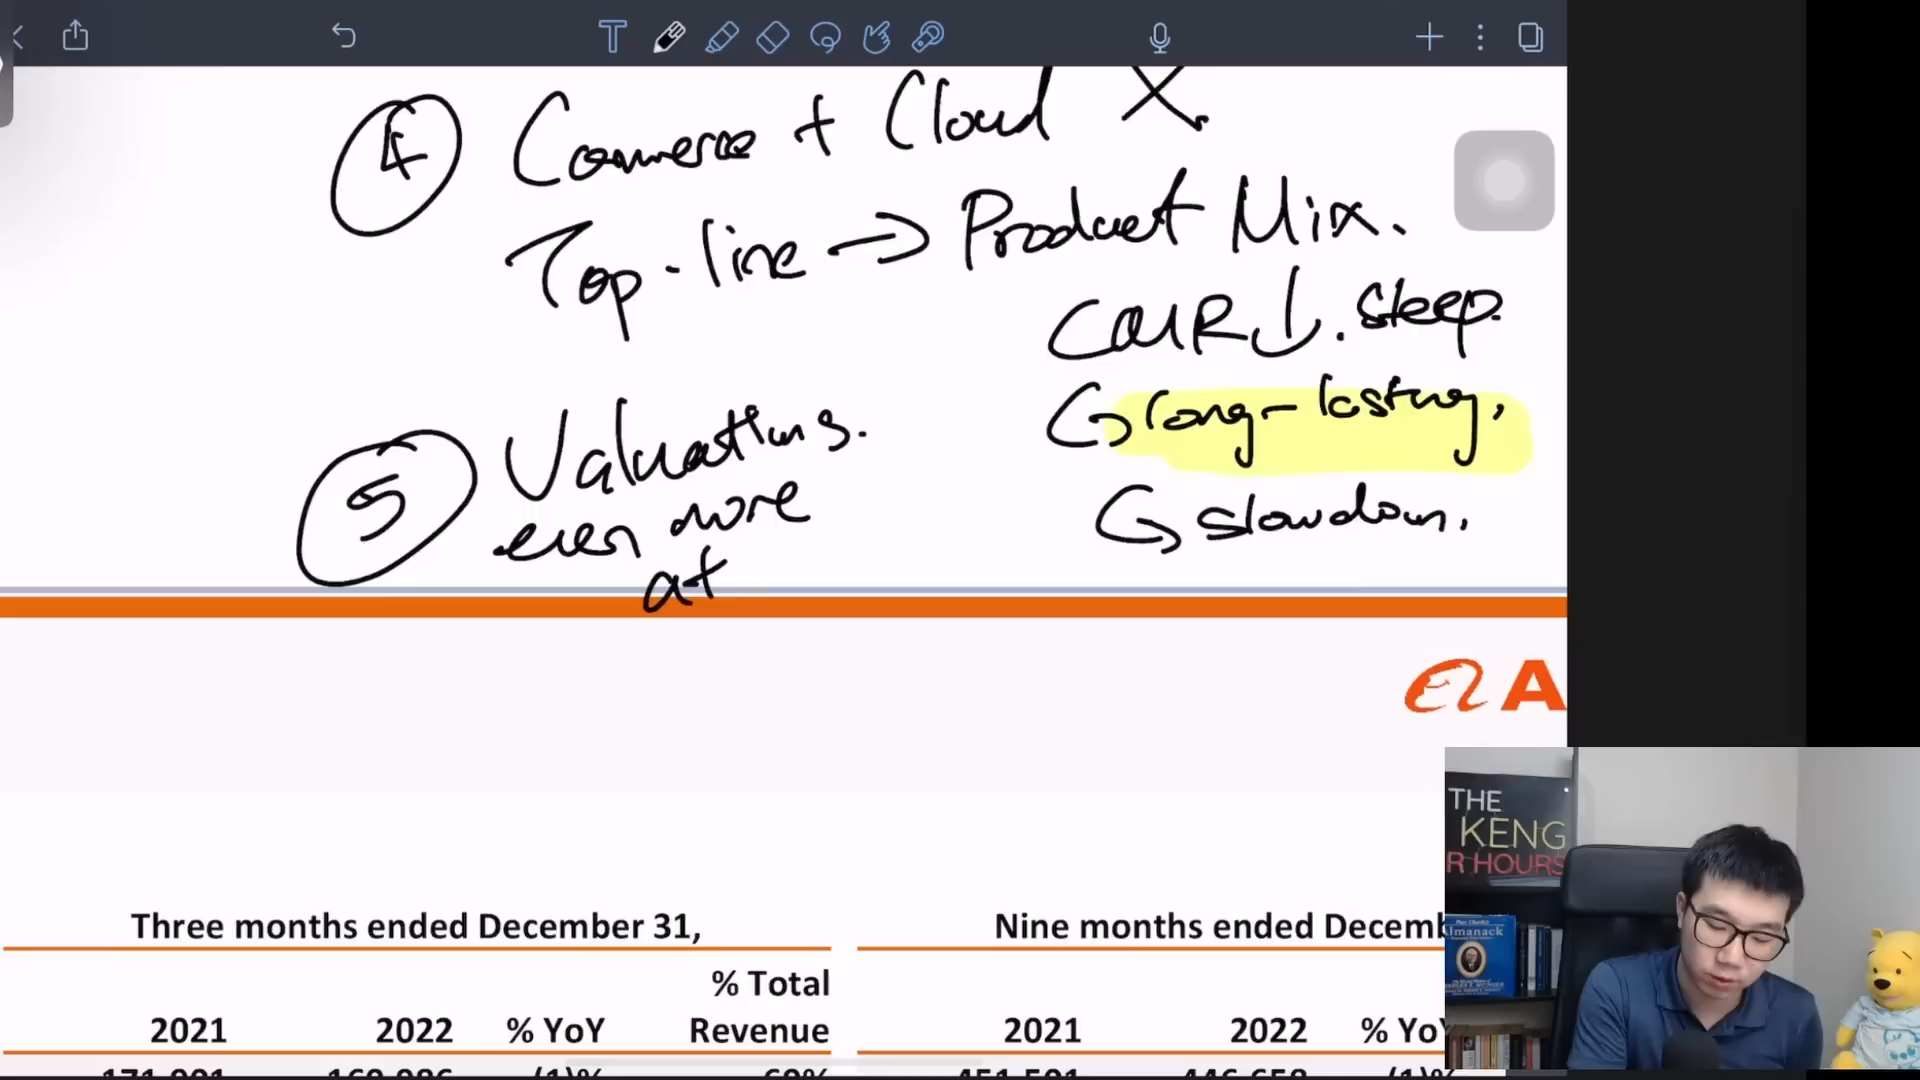 4 Commerce + Cloud X
Top-line → Product Mix.
CMR ↓. steep.
↳ long-lasting.
↳ slowdown.
5 Valuations.
even more
at
A
Three months ended December 31,
Nine months ended Decemb
% Total
2021 2022 % YoY Revenue
2021 2022 % Yo
THE
KENG
R HOURS
Almanack